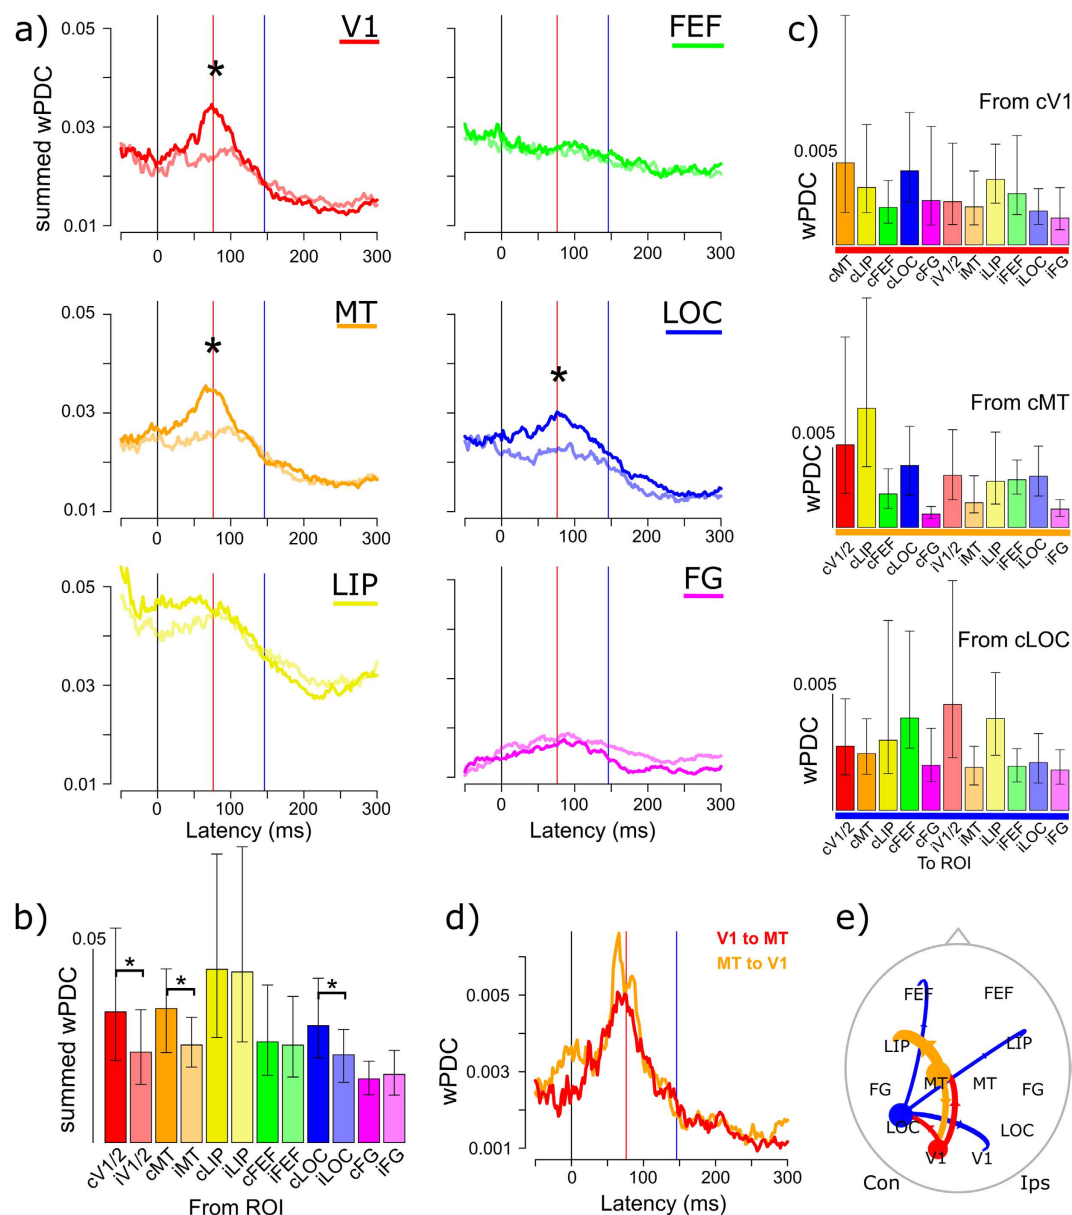 a)
V1
summed wPDC
0.05
0.03
0.01
*
0 100 200 300
FEF
0 100 200 300
MT
0.05
0.03
0.01
*
0 100 200 300
LOC
*
0 100 200 300
LIP
0.05
0.03
0.01
0 100 200 300
Latency (ms)
FG
0 100 200 300
Latency (ms)
b)
summed wPDC
0.05
* * *
cV1/2 iV1/2 cMT iMT cLIP iLIP cFEF iFEF cLOC iLOC cFG iFG
From ROI
c)
From cV1
wPDC
0.005
cMT cLIP cFEF cLOC cFG iV1/2 iMT iLIP iFEF iLOC iFG
From cMT
wPDC
0.005
cV1/2 cLIP cFEF cLOC cFG iV1/2 iMT iLIP iFEF iLOC iFG
From cLOC
wPDC
0.005
cV1/2 cMT cLIP cFEF cFG iV1/2 iMT iLIP iFEF iLOC iFG
To ROI
d)
V1 to MT
MT to V1
wPDC
0.005
0.003
0.001
0 100 200 300
Latency (ms)
e)
FEF FEF
LIP LIP
MT MT
FG FG
LOC LOC
V1 V1
Con Ips